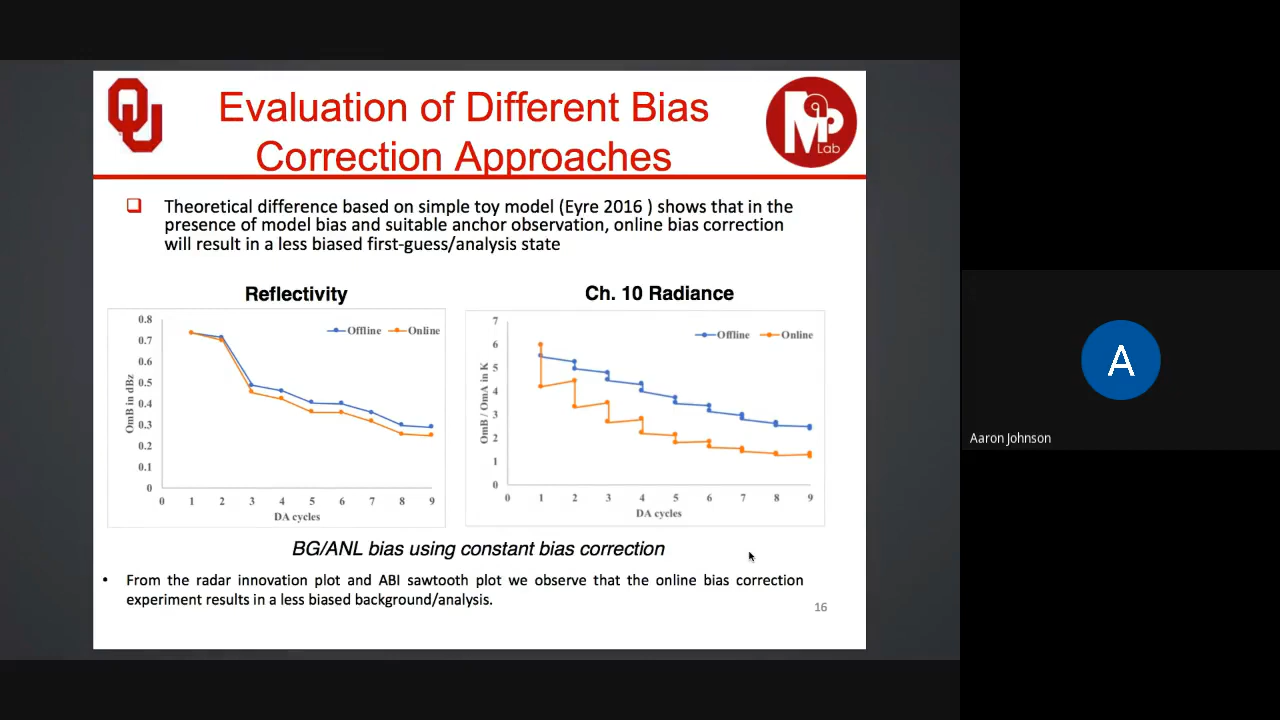 Evaluation of Different Bias
Correction Approaches
OU
Map
Lab
Theoretical difference based on simple toy model (Eyre 2016 ) shows that in the
presence of model bias and suitable anchor observation, online bias correction
will result in a less biased first-guess/analysis state
Reflectivity
Offline Online
OmB in dBz
0.8
0.7
0.6
0.5
0.4
0.3
0.2
0.1
0
0 1 2 3 4 5 6 7 8 9
DA cycles
Ch. 10 Radiance
Offline Online
OmB / OmA in K
7
6
5
4
3
2
1
0
0 1 2 3 4 5 6 7 8 9
DA cycles
BG/ANL bias using constant bias correction
• From the radar innovation plot and ABI sawtooth plot we observe that the online bias correction
experiment results in a less biased background/analysis.
16
A
Aaron Johnson